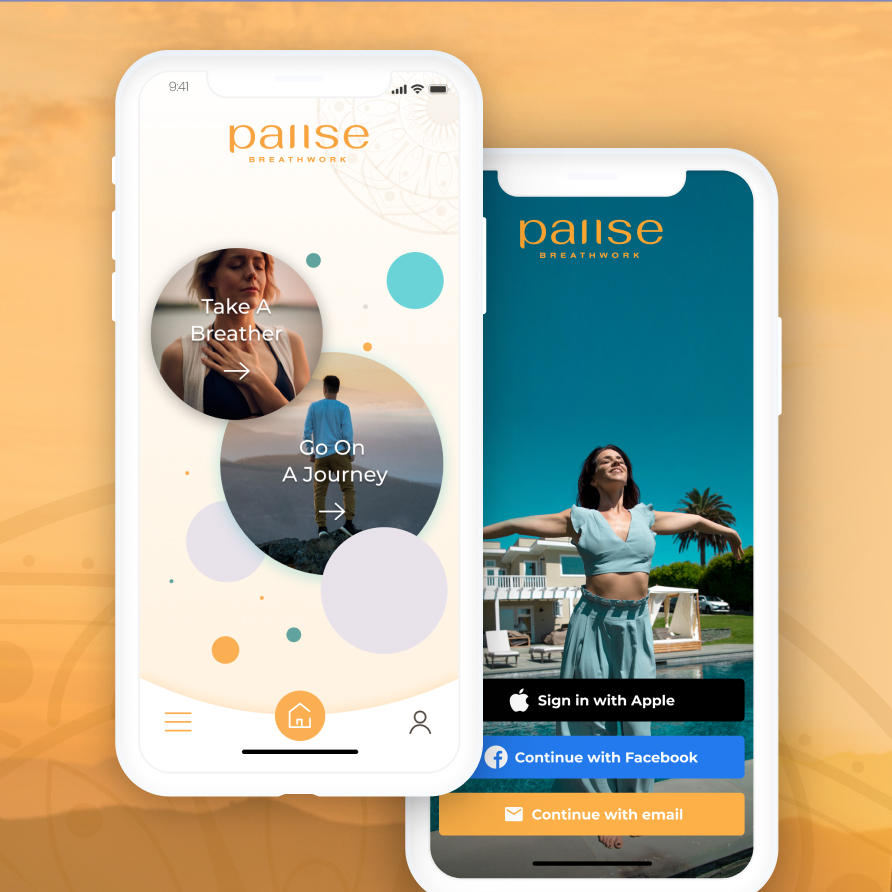 9:41
pause
BREATHWORK
Take A
Breather
Go On
A Journey
pause
BREATHWORK
Sign in with Apple
Continue with Facebook
Continue with email